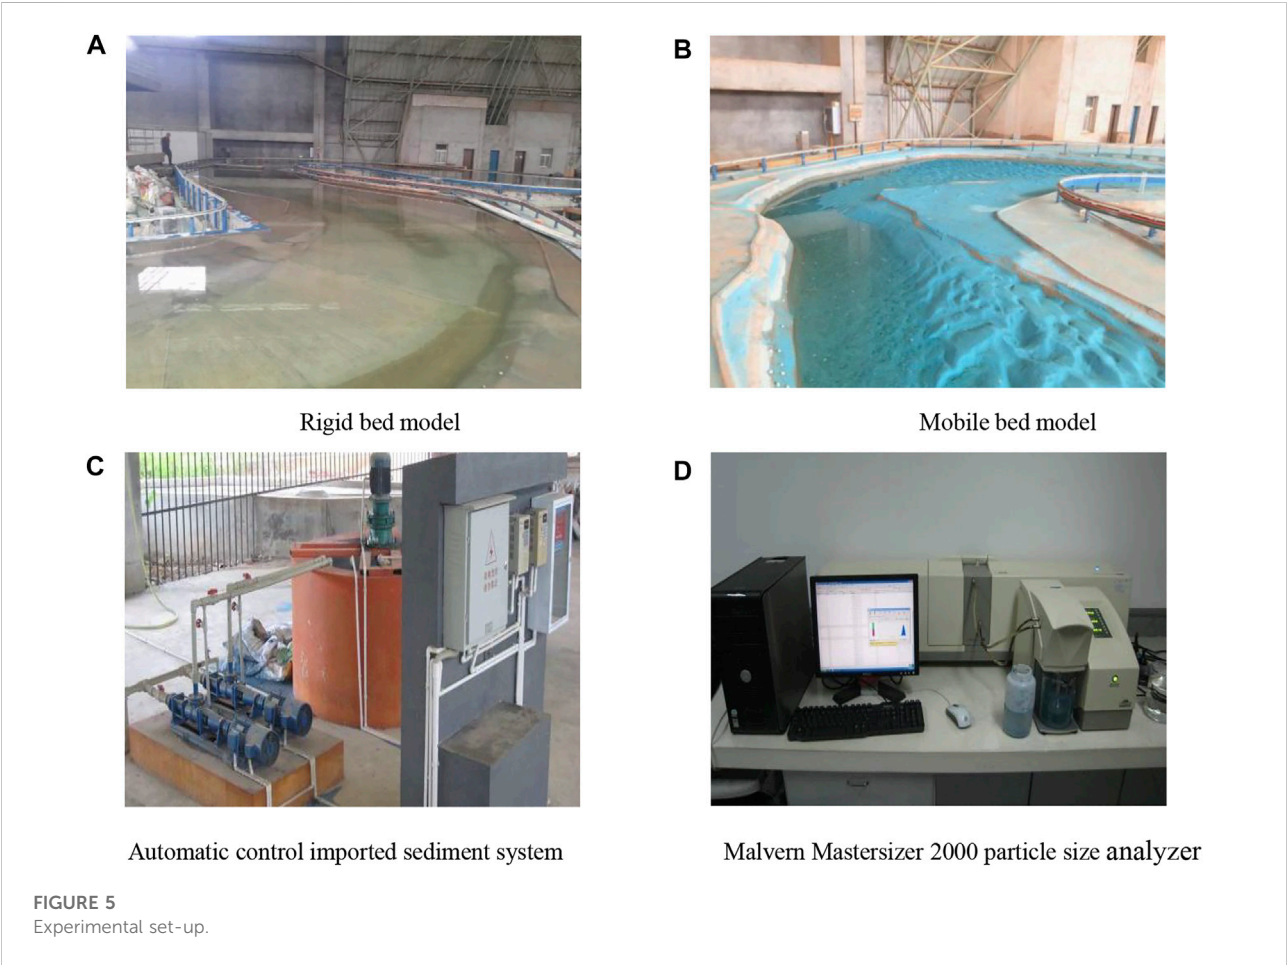 A
B
Rigid bed model
Mobile bed model
C
D
Automatic control imported sediment system
Malvern Mastersizer 2000 particle size analyzer
FIGURE 5
Experimental set-up.